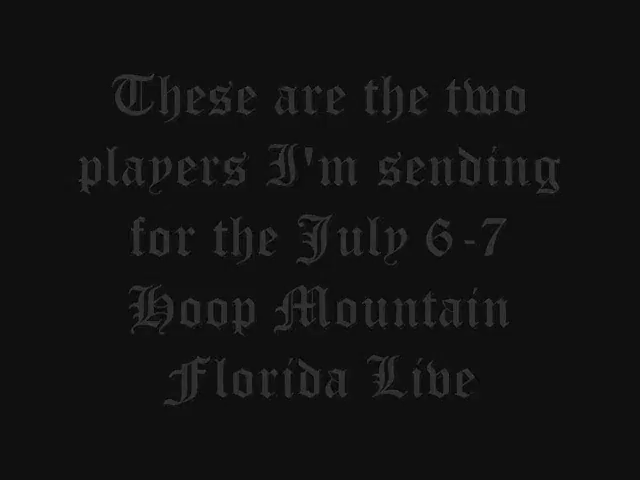 These are the two
players I'm sending
for the July 6-7
Hoop Mountain
Florida Live